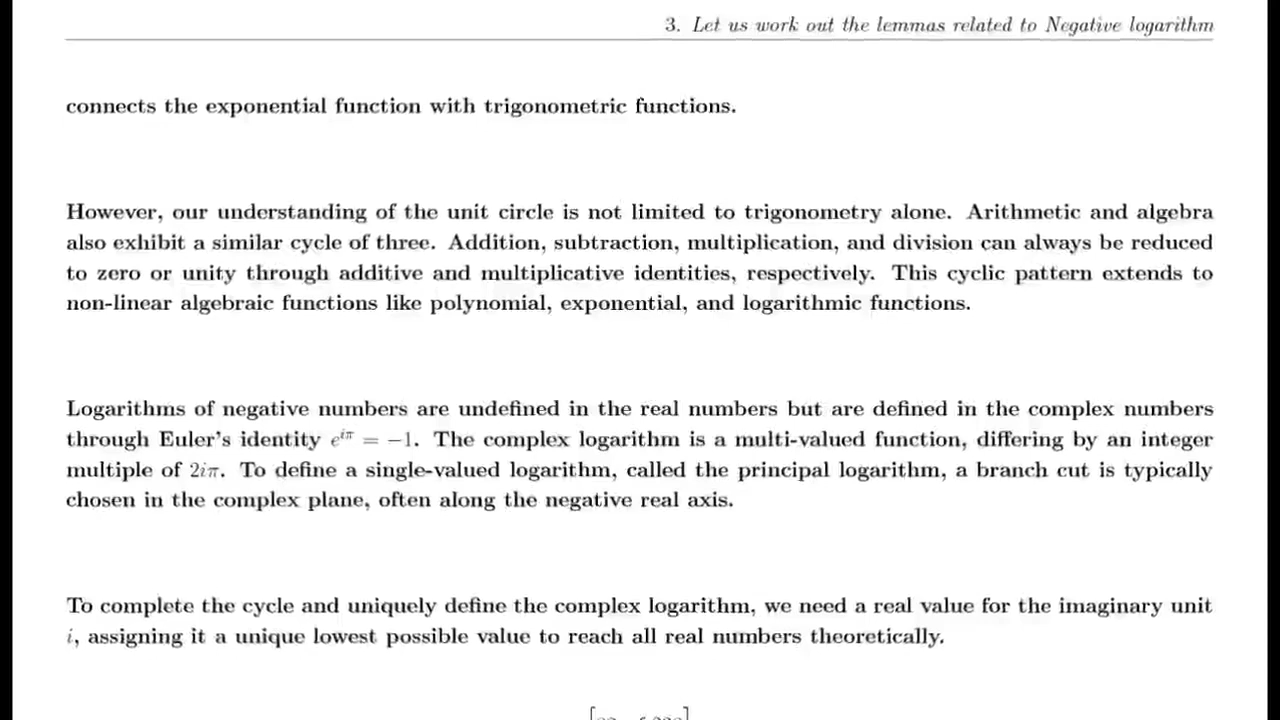 3. Let us work out the lemmas related to Negative logarithm
connects the exponential function with trigonometric functions.
However, our understanding of the unit circle is not limited to trigonometry alone. Arithmetic and algebra
also exhibit a similar cycle of three. Addition, subtraction, multiplication, and division can always be reduced
to zero or unity through additive and multiplicative identities, respectively. This cyclic pattern extends to
non-linear algebraic functions like polynomial, exponential, and logarithmic functions.
Logarithms of negative numbers are undefined in the real numbers but are defined in the complex numbers
through Euler's identity e^{iπ} = −1. The complex logarithm is a multi-valued function, differing by an integer
multiple of 2iπ. To define a single-valued logarithm, called the principal logarithm, a branch cut is typically
chosen in the complex plane, often along the negative real axis.
To complete the cycle and uniquely define the complex logarithm, we need a real value for the imaginary unit
i, assigning it a unique lowest possible value to reach all real numbers theoretically.